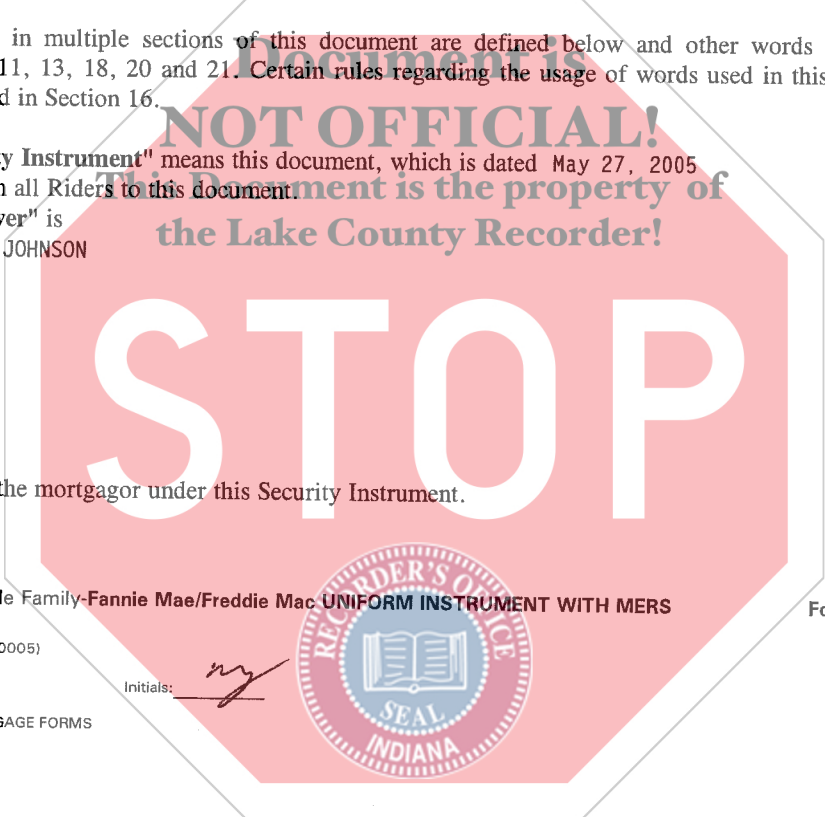 in multiple sections of this document are defined below and other words
Document is
11, 13, 18, 20 and 21. Certain rules regarding the usage of words used in this
d in Section 16.
NOT OFFICIAL!
y Instrument" means this document, which is dated May 27, 2005
all Riders to this document.
This Document is the property of
er" is
the Lake County Recorder!
JOHNSON
STOP
the mortgagor under this Security Instrument.
le Family-Fannie Mae/Freddie Mac UNIFORM INSTRUMENT WITH MERS
Fo
0005)
Initials:
GAGE FORMS
RECORDER'S OFFICE
SEAL
INDIANA